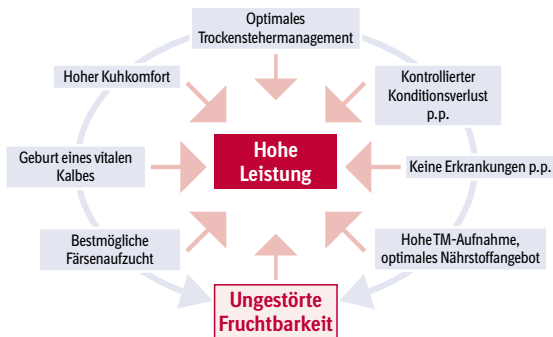 Optimales
Trockenstehermanagement
Hoher Kuhkomfort
Kontrollierter
Konditionsverlust
p.p.
Hohe
Leistung
Geburt eines vitalen
Kalbes
Keine Erkrankungen p.p.
Bestmögliche
Färsenaufzucht
Hohe TM-Aufnahme,
optimales Nährstoffangebot
Ungestörte
Fruchtbarkeit